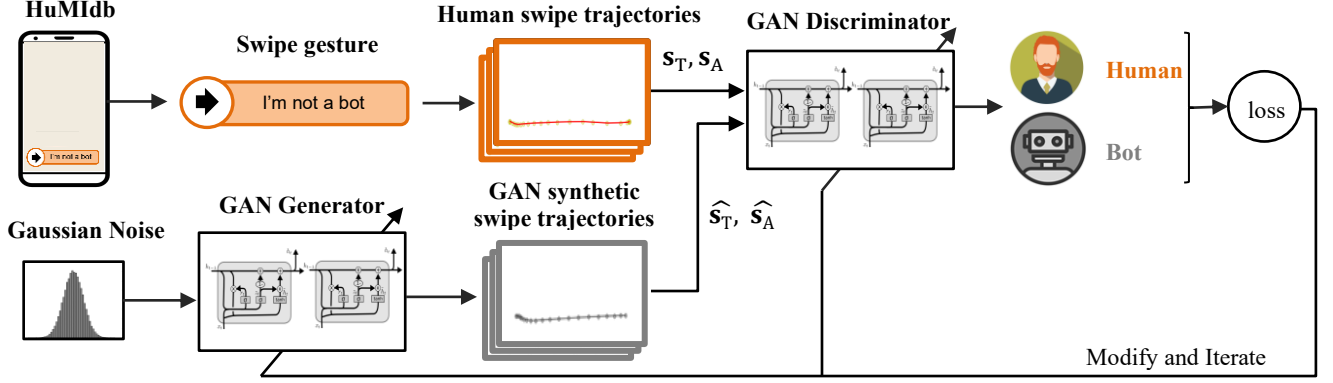 HuMIdb
I'm not a bot
Swipe gesture
I'm not a bot
Human swipe trajectories
s_T, s_A
GAN Discriminator
Human
Bot
loss
Gaussian Noise
GAN Generator
GAN synthetic
swipe trajectories
ŝ_T, ŝ_A
Modify and Iterate